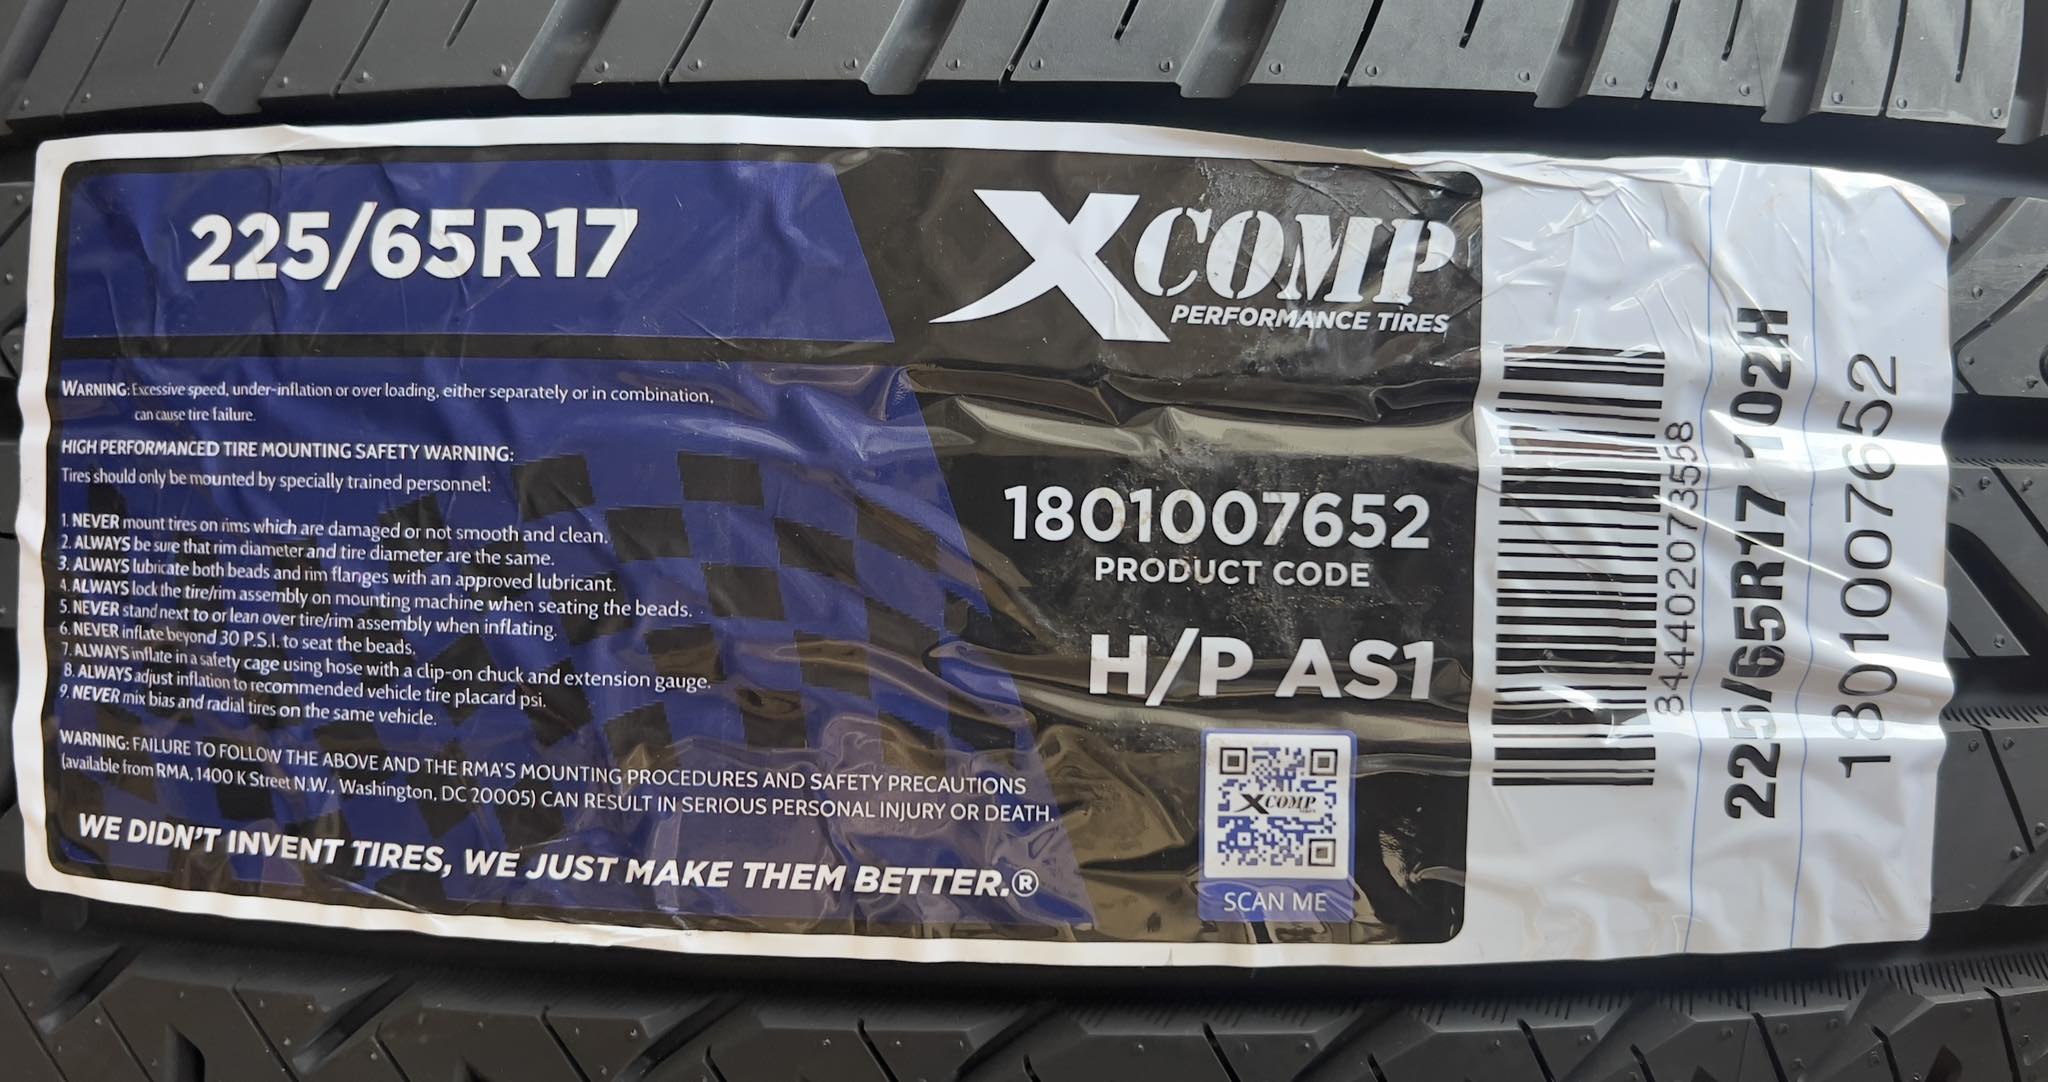 225/65R17
XCOMP
PERFORMANCE TIRES
WARNING: Excessive speed, under-inflation or over loading, either separately or in combination,
can cause tire failure.
HIGH PERFORMANCED TIRE MOUNTING SAFETY WARNING:
Tires should only be mounted by specially trained personnel:
1. NEVER mount tires on rims which are damaged or not smooth and clean.
2. ALWAYS be sure that rim diameter and tire diameter are the same.
3. ALWAYS lubricate both beads and rim flanges with an approved lubricant.
4. ALWAYS lock the tire/rim assembly on mounting machine when seating the beads.
5. NEVER stand next to or lean over tire/rim assembly when inflating.
6. NEVER inflate beyond 30 P.S.I. to seat the beads.
7. ALWAYS inflate in a safety cage using hose with a clip-on chuck and extension gauge.
8. ALWAYS adjust inflation to recommended vehicle tire placard psi.
9. NEVER mix bias and radial tires on the same vehicle.
WARNING: FAILURE TO FOLLOW THE ABOVE AND THE RMA'S MOUNTING PROCEDURES AND SAFETY PRECAUTIONS
(available from RMA, 1400 K Street N.W., Washington, DC 20005) CAN RESULT IN SERIOUS PERSONAL INJURY OR DEATH.
WE DIDN'T INVENT TIRES, WE JUST MAKE THEM BETTER.®
1801007652
PRODUCT CODE
H/P AS1
XCOMP
SCAN ME
844402073558
225/65R17 102H
1801007652